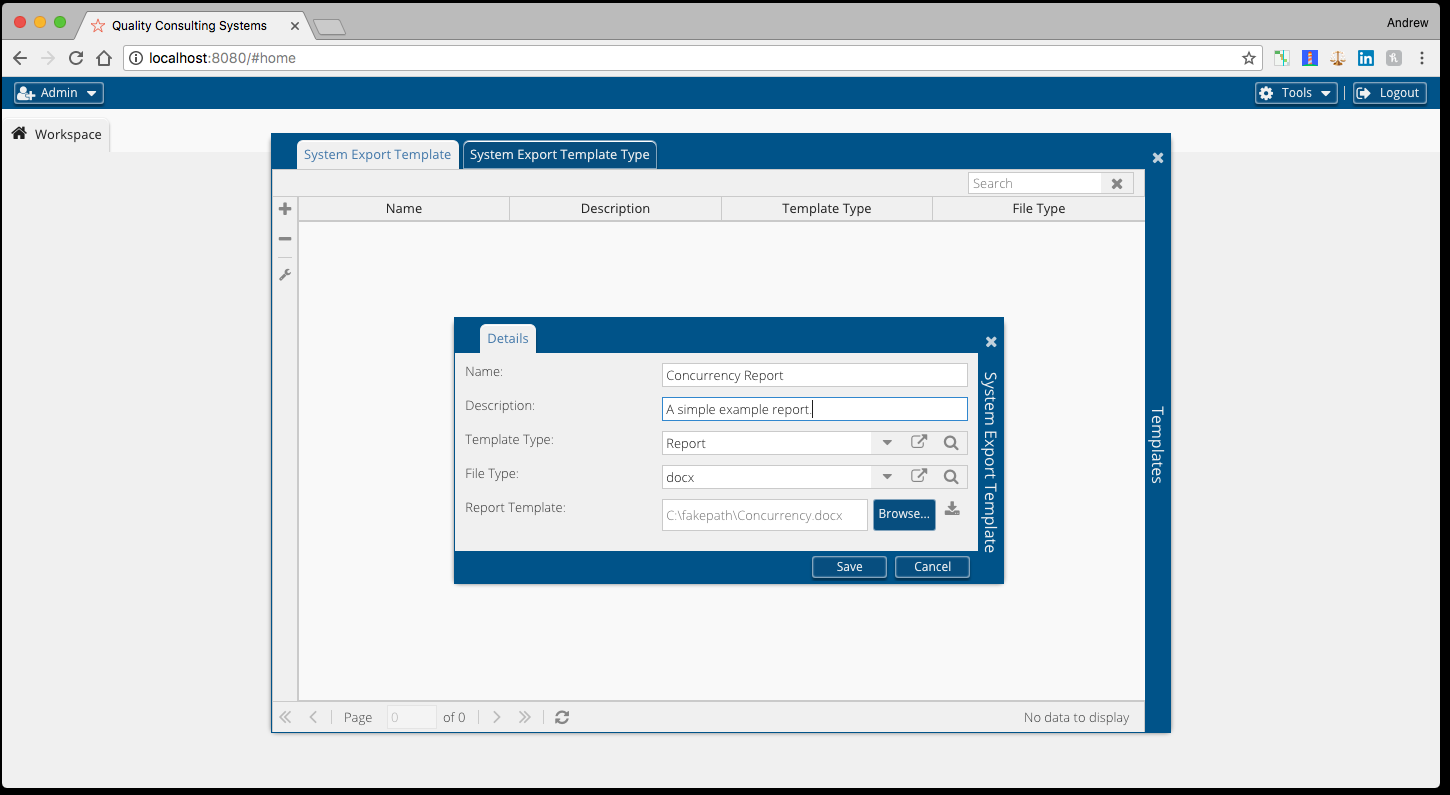 Quality Consulting Systems
Andrew
localhost:8080/#home
Admin
Tools
Logout
Workspace
System Export Template
System Export Template Type
Search
Name
Description
Template Type
File Type
Details
Name:
Concurrency Report
Description:
A simple example report.
Template Type:
Report
File Type:
docx
Report Template:
C:\fakepath\Concurrency.docx
Browse...
Save
Cancel
System Export Template
Templates
Page
0
of 0
No data to display